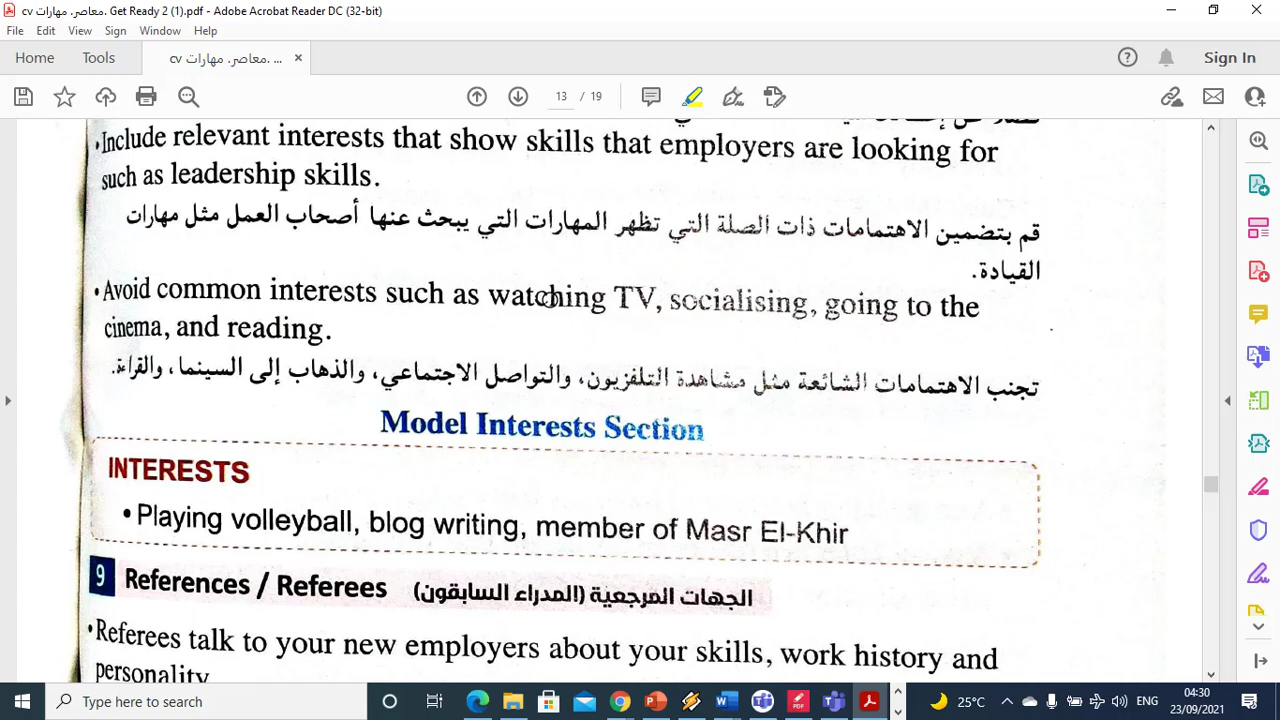 cv معاصر. مهارات. Get Ready 2 (1).pdf - Adobe Acrobat Reader DC (32-bit)
File Edit View Sign Window Help
Home Tools cv معاصر. مهارات. ... × Sign In
13 / 19
•Include relevant interests that show skills that employers are looking for
such as leadership skills.
قم بتضمين الاهتمامات ذات الصلة التي تظهر المهارات التي يبحث عنها أصحاب العمل مثل مهارات
القيادة.
•Avoid common interests such as watching TV, socialising, going to the
cinema, and reading.
تجنب الاهتمامات الشائعة مثل مشاهدة التلفزيون، والتواصل الاجتماعي، والذهاب إلى السينما، والقراءة.
Model Interests Section
INTERESTS
• Playing volleyball, blog writing, member of Masr El-Khir
9 References / Referees الجهات المرجعية (المدراء السابقون)
•Referees talk to your new employers about your skills, work history and
personality
Type here to search 25°C ENG 04:30
23/09/2021